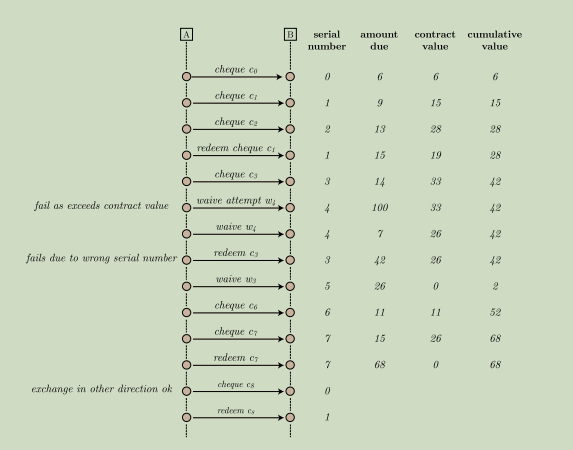 A B serial amount contract cumulative
number due value value
cheque c0 0 6 6 6
cheque c1 1 9 15 15
cheque c2 2 13 28 28
redeem cheque c1 1 15 19 28
cheque c3 3 14 33 42
fail as exceeds contract value waive attempt w4 4 100 33 42
waive w4 4 7 26 42
fails due to wrong serial number redeem c3 3 42 26 42
waive w3 5 26 0 2
cheque c6 6 11 11 52
cheque c7 7 15 26 68
redeem c7 7 68 0 68
exchange in other direction ok cheque c8 0
redeem c8 1